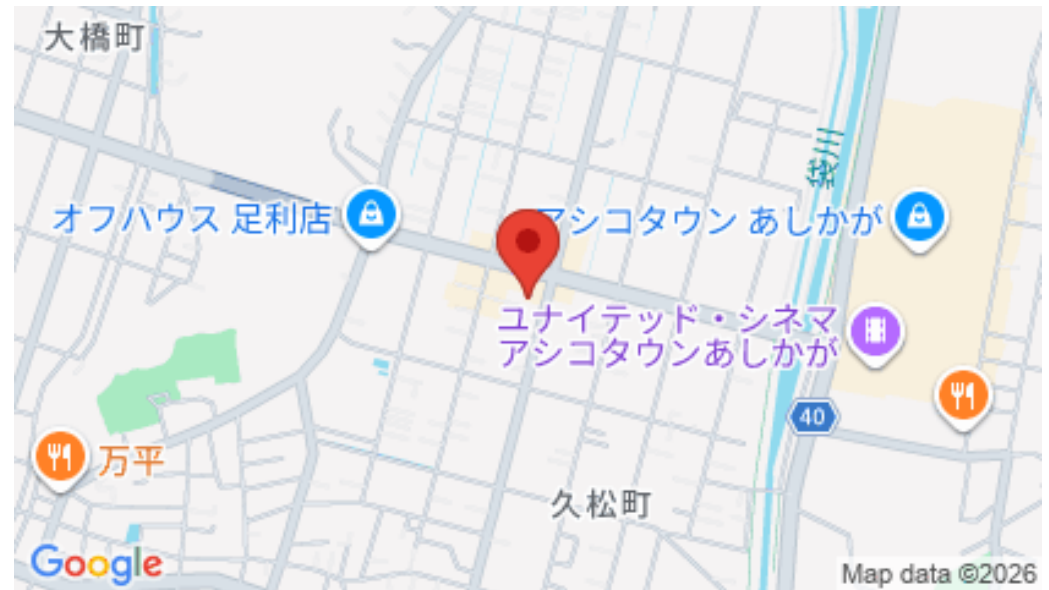 大橋町
袋川
オフハウス 足利店
アシコタウン あしかが
ユナイテッド・シネマ
アシコタウンあしかが
40
万平
久松町
Google
Map data ©2026